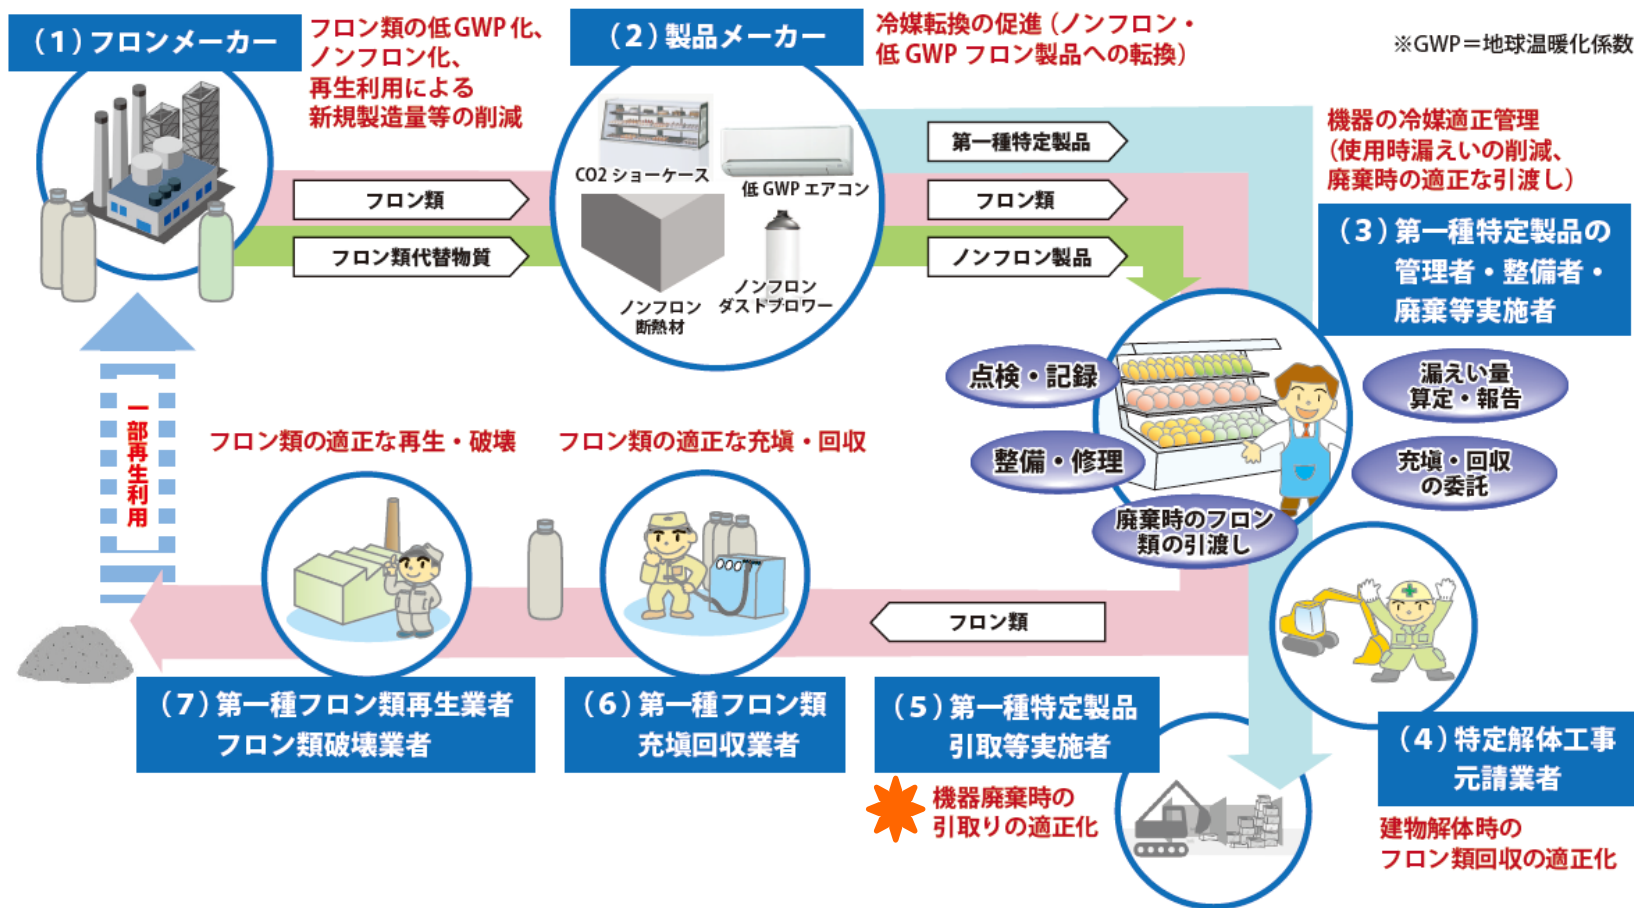 (1)フロンメーカー
フロン類の低GWP化、
ノンフロン化、
再生利用による
新規製造量等の削減
(2)製品メーカー
冷媒転換の促進(ノンフロン・
低GWPフロン製品への転換)
※GWP=地球温暖化係数
CO2 ショーケース
低 GWP エアコン
ノンフロン
断熱材
ノンフロン
ダストブロワー
フロン類
フロン類代替物質
第一種特定製品
フロン類
ノンフロン製品
機器の冷媒適正管理
(使用時漏えいの削減、
廃棄時の適正な引渡し)
(3)第一種特定製品の
管理者・整備者・
廃棄等実施者
点検・記録
整備・修理
廃棄時のフロン
類の引渡し
漏えい量
算定・報告
充塡・回収
の委託
一部再生利用
フロン類の適正な再生・破壊
フロン類の適正な充塡・回収
フロン類
(7)第一種フロン類再生業者
フロン類破壊業者
(6)第一種フロン類
充塡回収業者
(5)第一種特定製品
引取等実施者
機器廃棄時の
引取りの適正化
(4)特定解体工事
元請業者
建物解体時の
フロン類回収の適正化